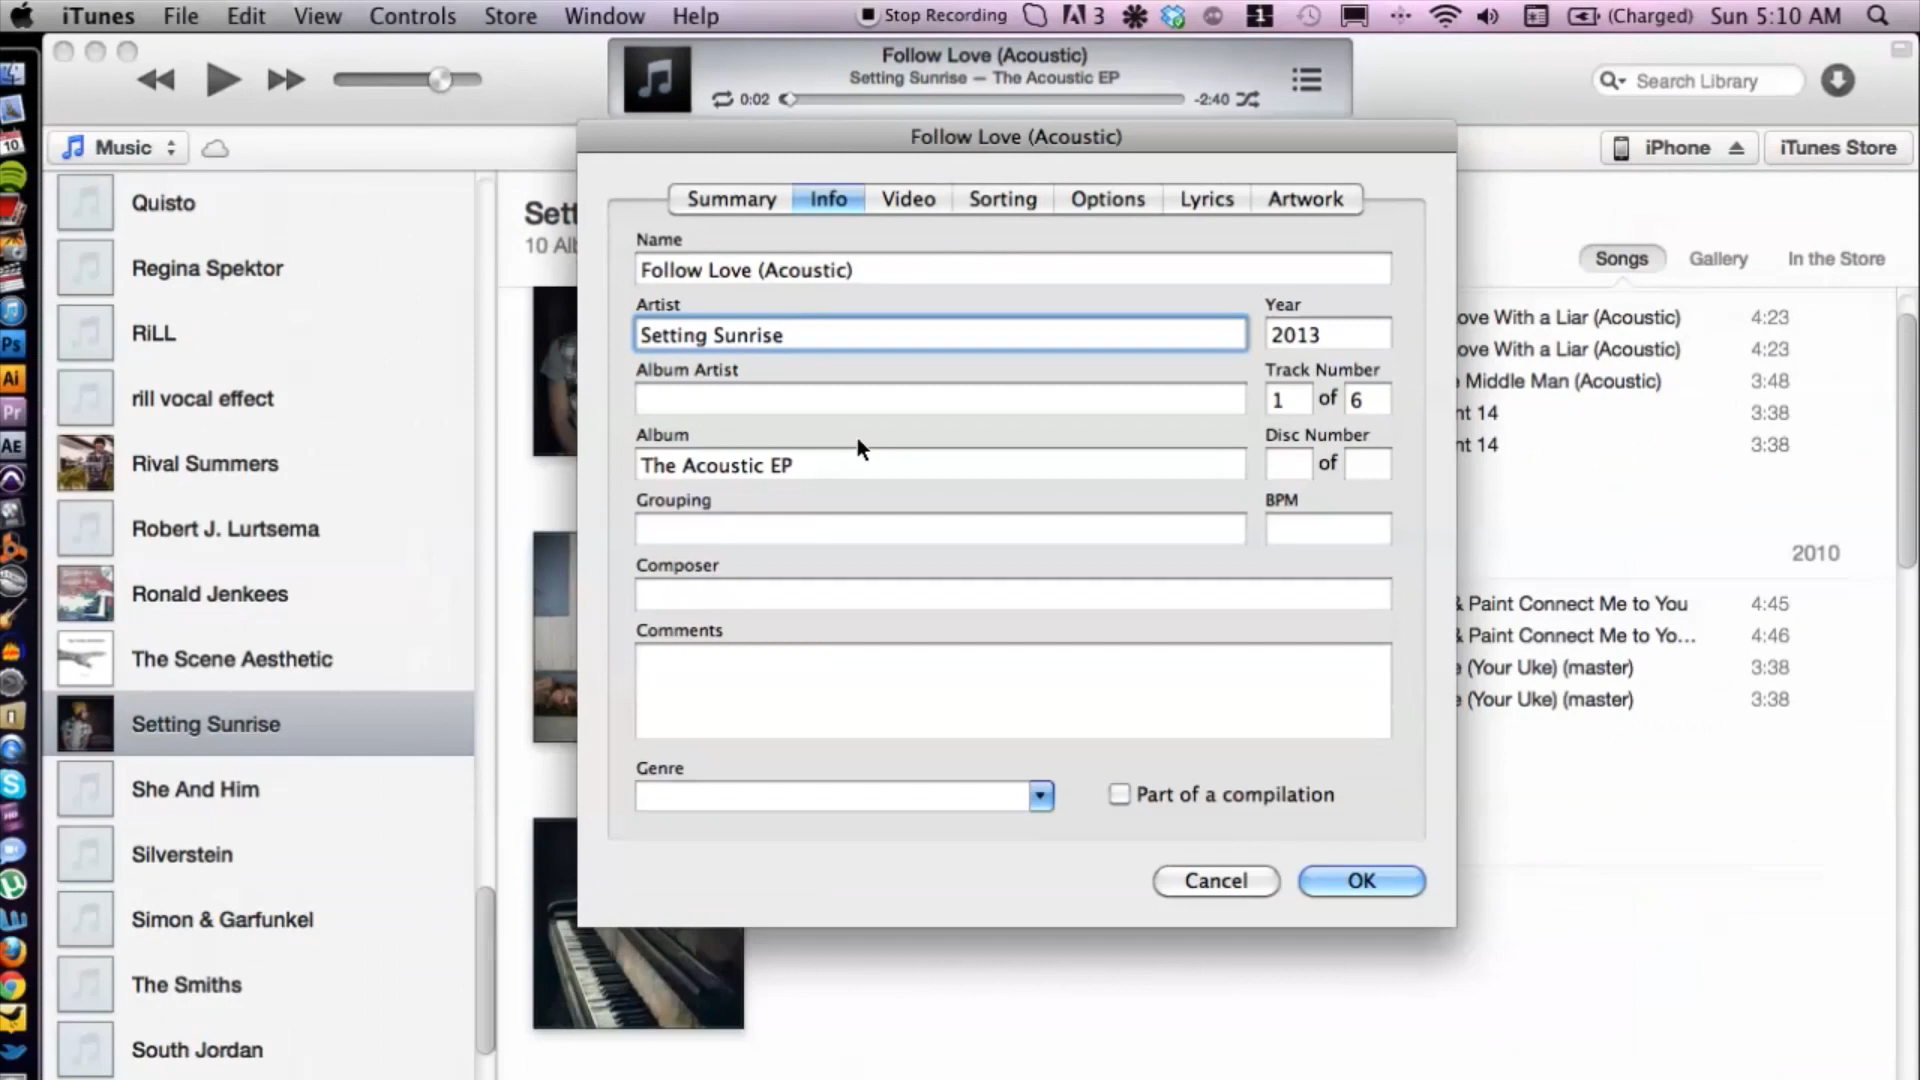 iTunes File Edit View Controls Store Window Help Stop Recording 3 1 (Charged) Sun 5:10 AM
Follow Love (Acoustic)
Setting Sunrise — The Acoustic EP
0:02 -2:40
Search Library
Music
iPhone
iTunes Store
Follow Love (Acoustic)
Summary Info Video Sorting Options Lyrics Artwork
Quisto
Regina Spektor
RiLL
rill vocal effect
Rival Summers
Robert J. Lurtsema
Ronald Jenkees
The Scene Aesthetic
Setting Sunrise
She And Him
Silverstein
Simon & Garfunkel
The Smiths
South Jordan
Sett
10 Alb
Name
Follow Love (Acoustic)
Artist
Setting Sunrise
Year
2013
Album Artist
Track Number
1 of 6
Album
The Acoustic EP
Disc Number
of
Grouping
BPM
Composer
Comments
Genre
Part of a compilation
Cancel
OK
Songs Gallery In the Store
ove With a Liar (Acoustic) 4:23
ove With a Liar (Acoustic) 4:23
e Middle Man (Acoustic) 3:48
nt 14 3:38
nt 14 3:38
2010
& Paint Connect Me to You 4:45
& Paint Connect Me to Yo... 4:46
e (Your Uke) (master) 3:38
e (Your Uke) (master) 3:38
10
Ps
Ai
Pr
AE